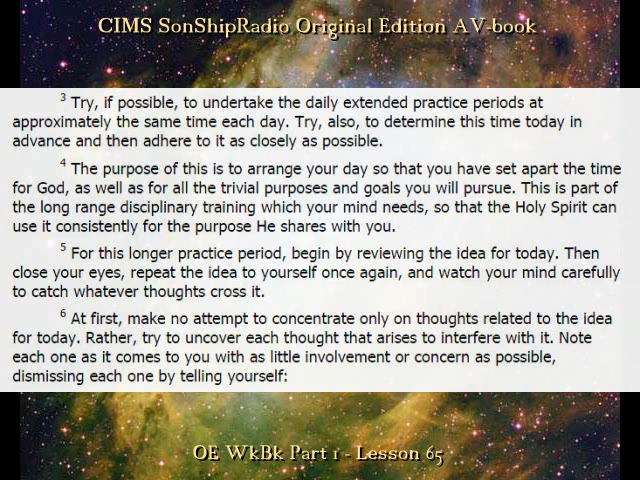 CIMS SonShipRadio Original Edition AV-book
3 Try, if possible, to undertake the daily extended practice periods at
approximately the same time each day. Try, also, to determine this time today in
advance and then adhere to it as closely as possible.
4 The purpose of this is to arrange your day so that you have set apart the time
for God, as well as for all the trivial purposes and goals you will pursue. This is part of
the long range disciplinary training which your mind needs, so that the Holy Spirit can
use it consistently for the purpose He shares with you.
5 For this longer practice period, begin by reviewing the idea for today. Then
close your eyes, repeat the idea to yourself once again, and watch your mind carefully
to catch whatever thoughts cross it.
6 At first, make no attempt to concentrate only on thoughts related to the idea
for today. Rather, try to uncover each thought that arises to interfere with it. Note
each one as it comes to you with as little involvement or concern as possible,
dismissing each one by telling yourself:
OE WkBk Part 1 - Lesson 65